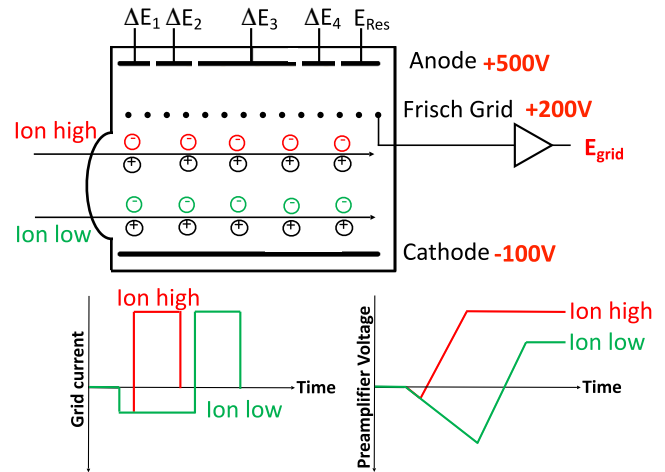 ΔE1 ΔE2 ΔE3 ΔE4 ERes
Anode +500V
Frisch Grid +200V
Ion high
- - - - -
+ + + + +
Egrid
- - - - -
Ion low
+ + + + +
Cathode -100V
Ion high
Grid current
Time
Ion low
Preamplifier Voltage
Ion high
Ion low
Time